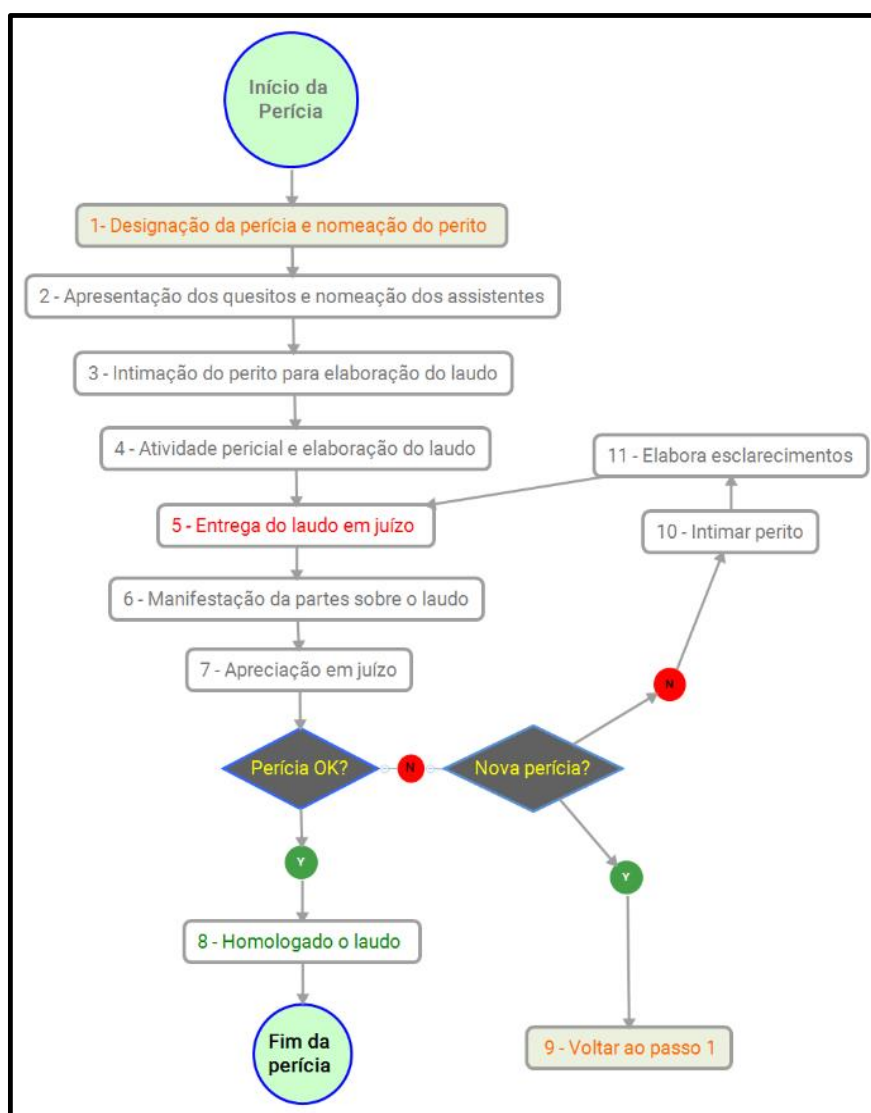 Início da
Perícia
1- Designação da perícia e nomeação do perito
2 - Apresentação dos quesitos e nomeação dos assistentes
3 - Intimação do perito para elaboração do laudo
4 - Atividade pericial e elaboração do laudo
11 - Elabora esclarecimentos
5 - Entrega do laudo em juízo
10 - Intimar perito
6 - Manifestação da partes sobre o laudo
7 - Apreciação em juízo
N
Perícia OK?
N
Nova perícia?
Y
Y
8 - Homologado o laudo
Fim da
perícia
9 - Voltar ao passo 1